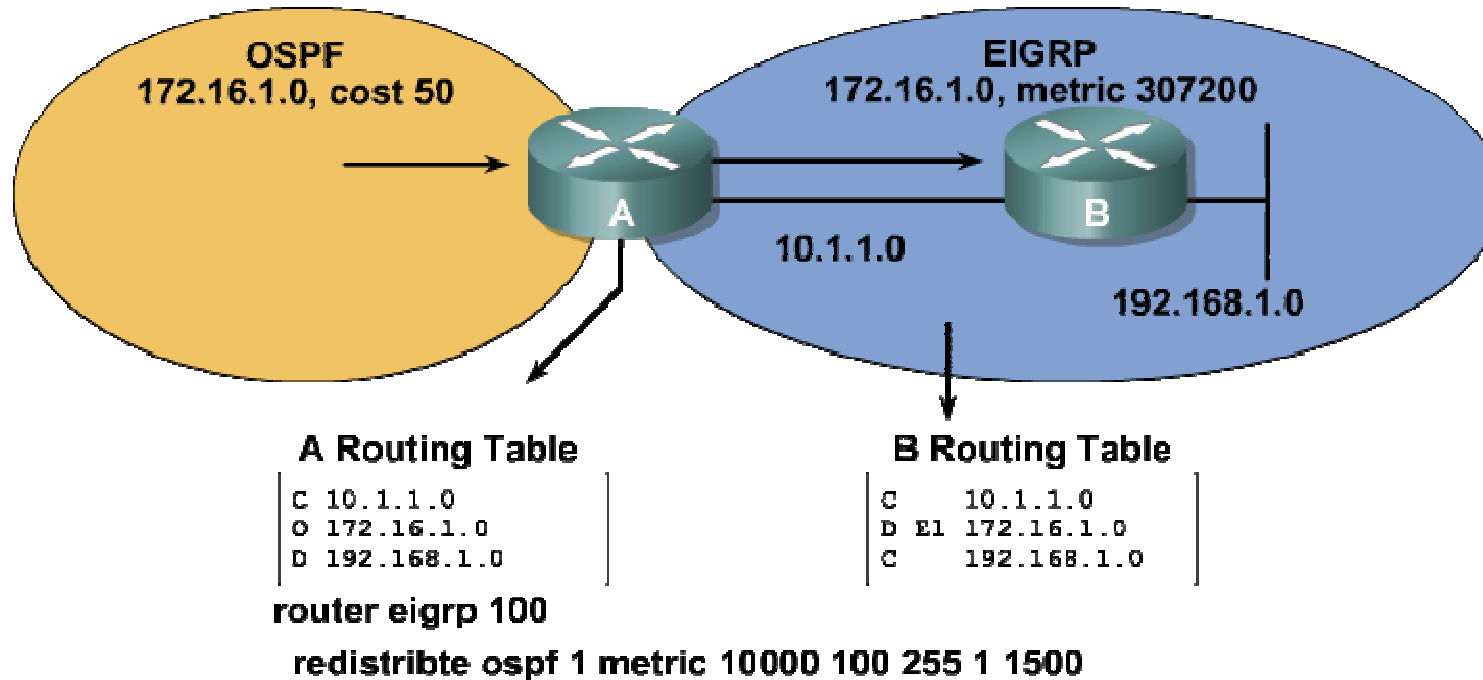 OSPF
172.16.1.0, cost 50
EIGRP
172.16.1.0, metric 307200
A
B
10.1.1.0
192.168.1.0
A Routing Table
C 10.1.1.0
O 172.16.1.0
D 192.168.1.0
B Routing Table
C 10.1.1.0
D E1 172.16.1.0
C 192.168.1.0
router eigrp 100
redistribte ospf 1 metric 10000 100 255 1 1500